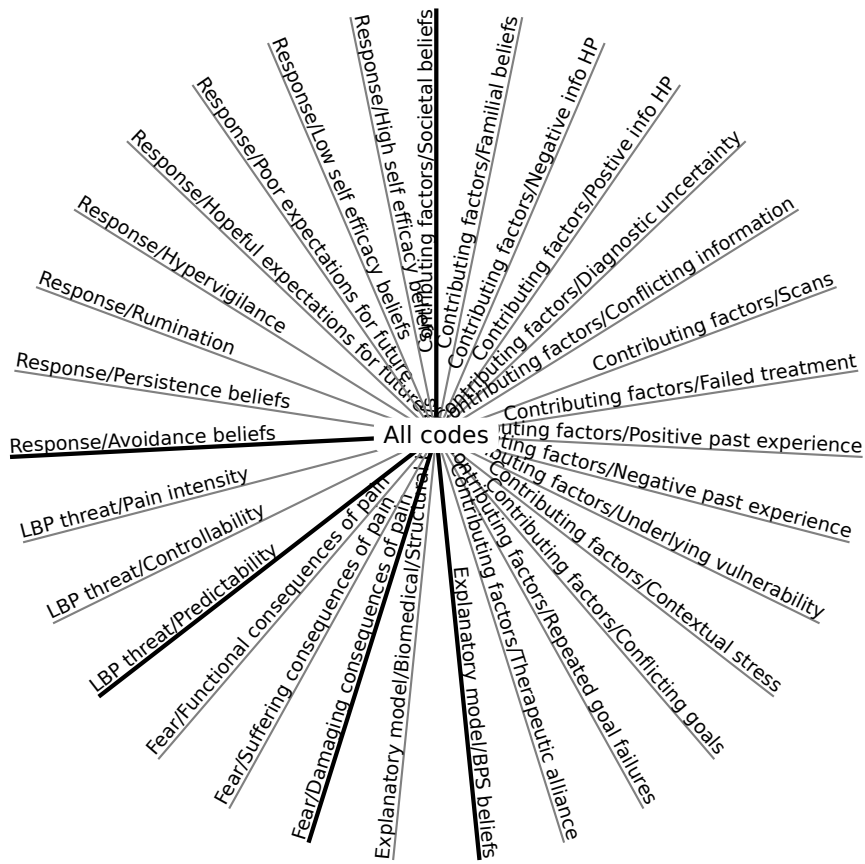 Contributing factors/Societal beliefs
Contributing factors/Familial beliefs
Contributing factors/Negative info HP
Contributing factors/Postive info HP
Contributing factors/Diagnostic uncertainty
Contributing factors/Conflicting information
Contributing factors/Scans
Contributing factors/Failed treatment
factors/Positive past experience
factors/Negative past experience
factors/Underlying vulnerability
Contributing factors/Contextual stress
Contributing factors/Conflicting goals
Contributing factors/Repeated goal failures
Contributing factors/Therapeutic alliance
Explanatory model/BPS beliefs
Explanatory model/Biomedical/Structural
Fear/Damaging consequences of pain
Fear/Suffering consequences of pain
Fear/Functional consequences of pain
LBP threat/Predictability
LBP threat/Controllability
LBP threat/Pain intensity
Response/Avoidance beliefs
Response/Persistence beliefs
Response/Rumination
Response/Hypervigilance
Response/Hopeful expectations for future
Response/Poor expectations for future
Response/Low self efficacy beliefs
Response/High self efficacy beliefs
All codes